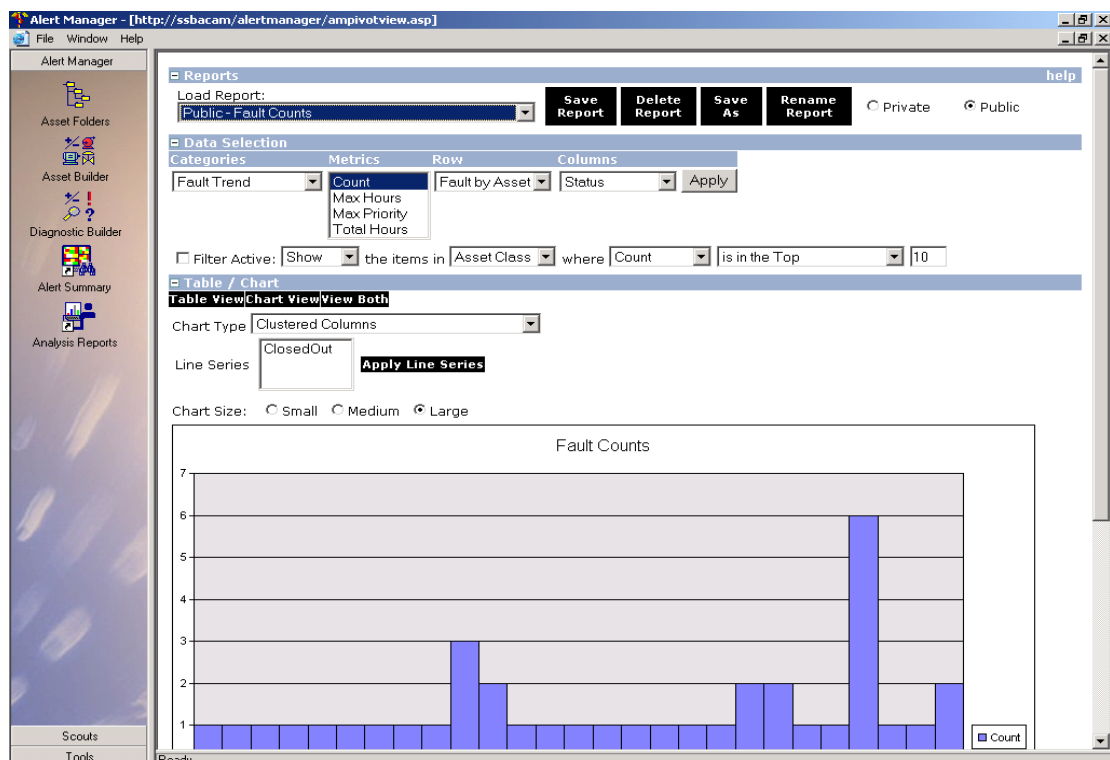 Alert Manager - [http://ssbacam/alertmanager/ampivotview.asp]
File Window Help
Alert Manager
Asset Folders
Asset Builder
Diagnostic Builder
Alert Summary
Analysis Reports
Scouts
Tools
Reports help
Load Report:
Public - Fault Counts
Save Report
Delete Report
Save As
Rename Report
Private Public
Data Selection
Categories Metrics Row Columns
Fault Trend Count Fault by Asset Status Apply
Max Hours
Max Priority
Total Hours
Filter Active: Show the items in Asset Class where Count is in the Top 10
Table / Chart
Table View Chart View View Both
Chart Type Clustered Columns
Line Series ClosedOut Apply Line Series
Chart Size: Small Medium Large
Fault Counts
7
6
5
4
3
2
1
Count
Ready